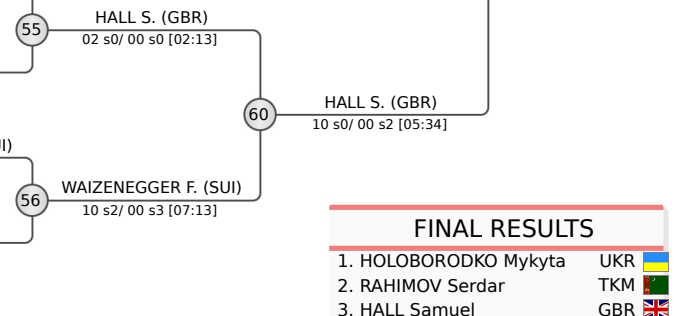 55
HALL S. (GBR)
02 s0/ 00 s0 [02:13]
60
HALL S. (GBR)
10 s0/ 00 s2 [05:34]
I)
56
WAIZENEGGER F. (SUI)
10 s2/ 00 s3 [07:13]
FINAL RESULTS
1. HOLOBORODKO Mykyta UKR
2. RAHIMOV Serdar TKM
3. HALL Samuel GBR